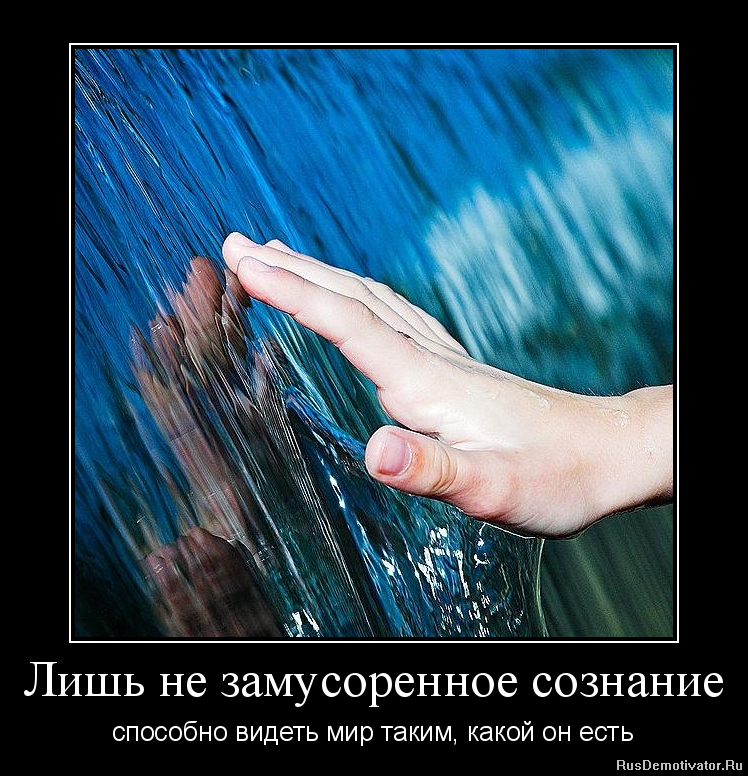 Лишь не замусоренное сознание
способно видеть мир таким, какой он есть
RusDemotivator.Ru